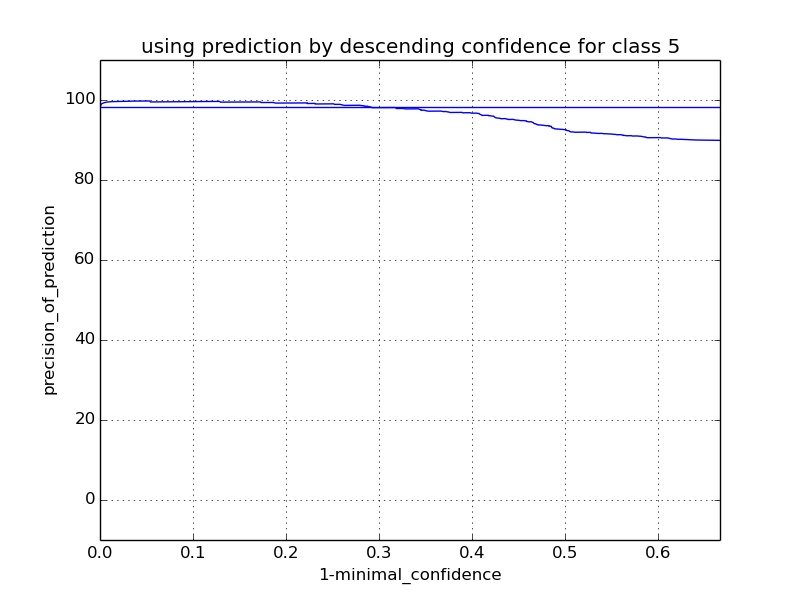 using prediction by descending confidence for class 5
precision_of_prediction
100
80
60
40
20
0
0.0 0.1 0.2 0.3 0.4 0.5 0.6
1-minimal_confidence